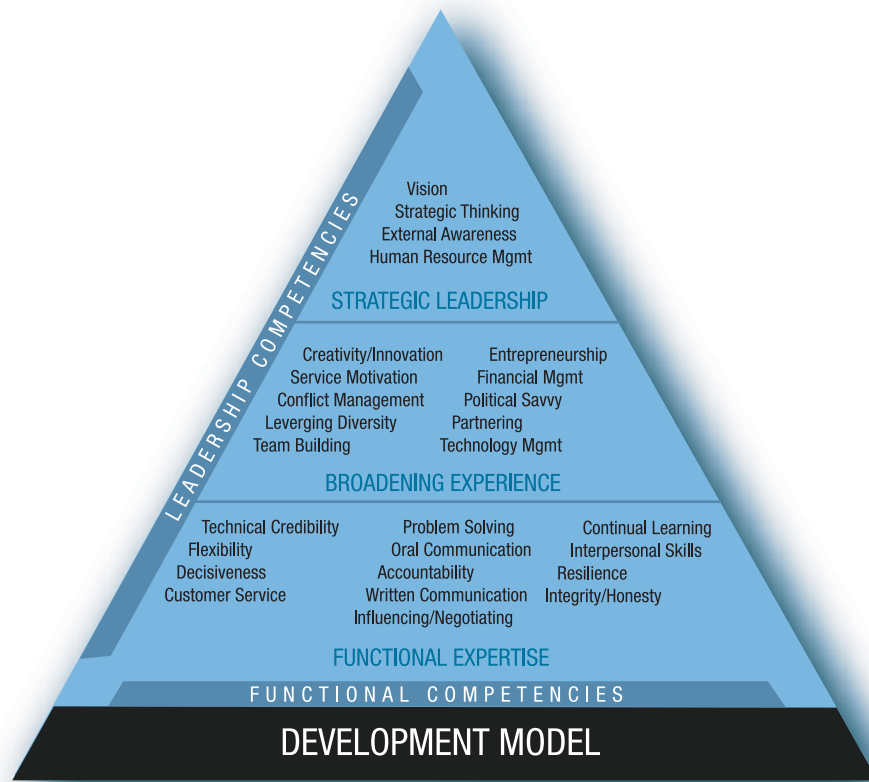 LEADERSHIP COMPETENCIES
Vision
Strategic Thinking
External Awareness
Human Resource Mgmt
STRATEGIC LEADERSHIP
Creativity/Innovation
Service Motivation
Conflict Management
Leveraging Diversity
Team Building
Entrepreneurship
Financial Mgmt
Political Savvy
Partnering
Technology Mgmt
BROADENING EXPERIENCE
Technical Credibility
Flexibility
Decisiveness
Customer Service
Problem Solving
Oral Communication
Accountability
Written Communication
Influencing/Negotiating
Continual Learning
Interpersonal Skills
Resilience
Integrity/Honesty
FUNCTIONAL EXPERTISE
FUNCTIONAL COMPETENCIES
DEVELOPMENT MODEL